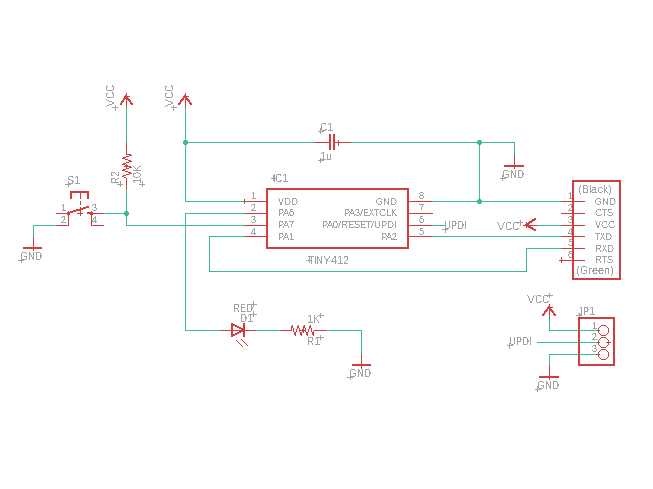 VCC
VCC
C1
1u
GND
R2
10K
S1
1
2
3
4
GND
IC1
1
2
3
4
VDD
PA6
PA7
PA1
GND
PA3/EXTCLK
PA0/RESET/UPDI
PA2
8
7
6
5
UPDI
TINY412
(Black)
1 GND
2 CTS
3 VCC
4 TXD
5 RXD
6 RTS
(Green)
VCC
RED
D1
1K
R1
GND
VCC
JP1
1
2
3
UPDI
GND